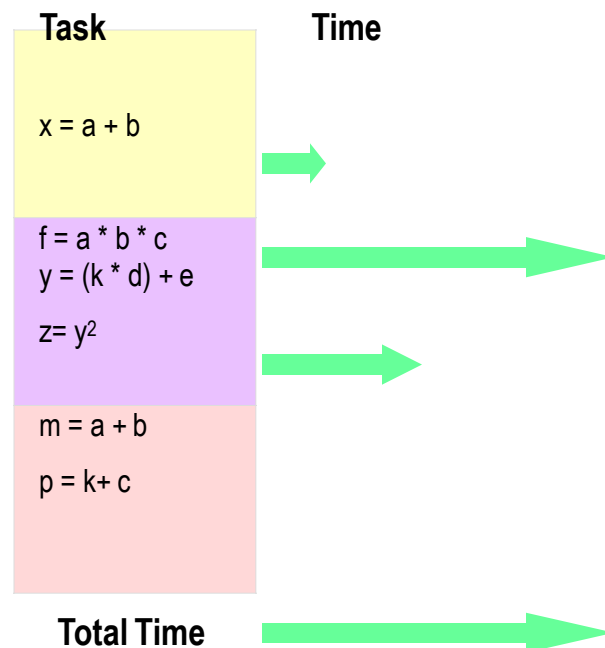 Task Time
x = a + b
f = a * b * c
y = (k * d) + e
z= y²
m = a + b
p = k+ c
Total Time